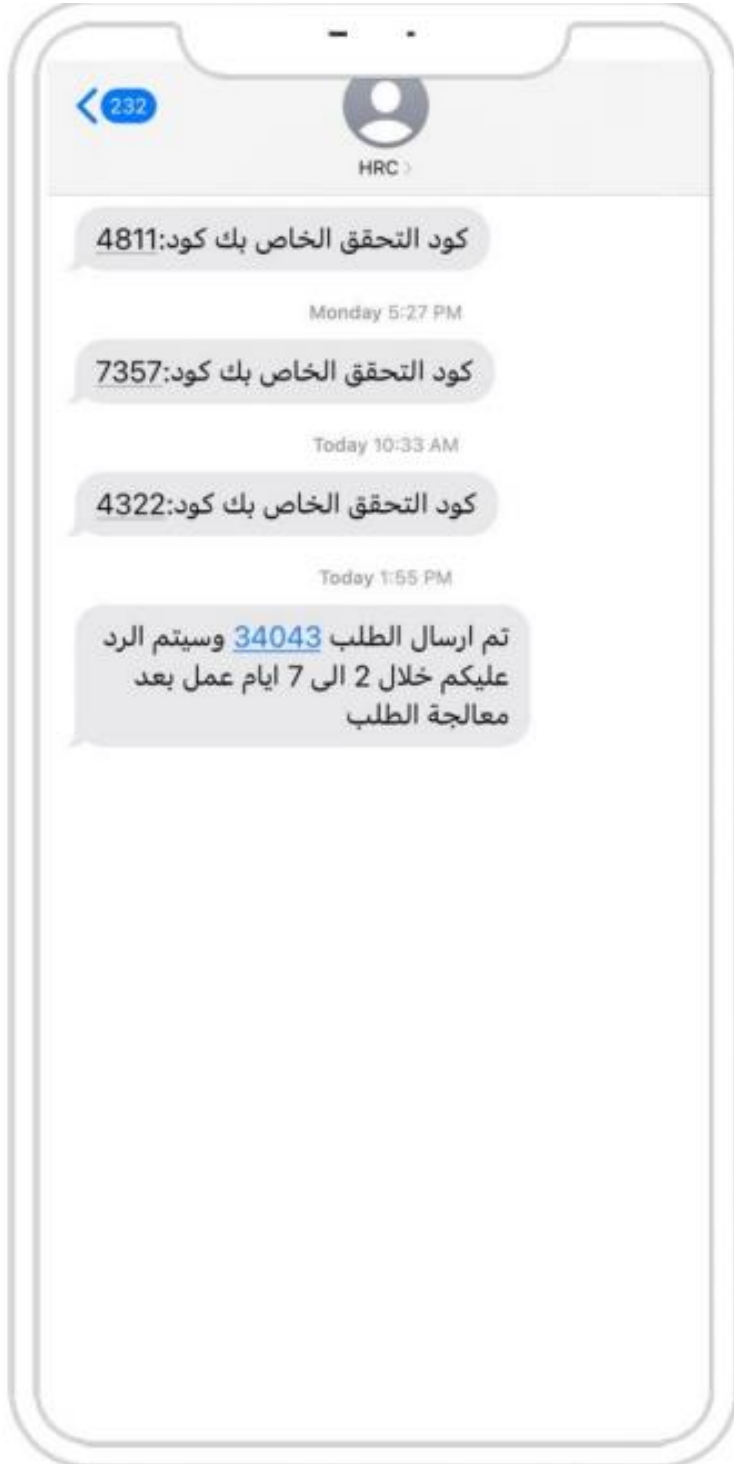 232
HRC
كود التحقق الخاص بك كود:4811
Monday 5:27 PM
كود التحقق الخاص بك كود:7357
Today 10:33 AM
كود التحقق الخاص بك كود:4322
Today 1:55 PM
تم ارسال الطلب 34043 وسيتم الرد
عليكم خلال 2 الى 7 ايام عمل بعد
معالجة الطلب